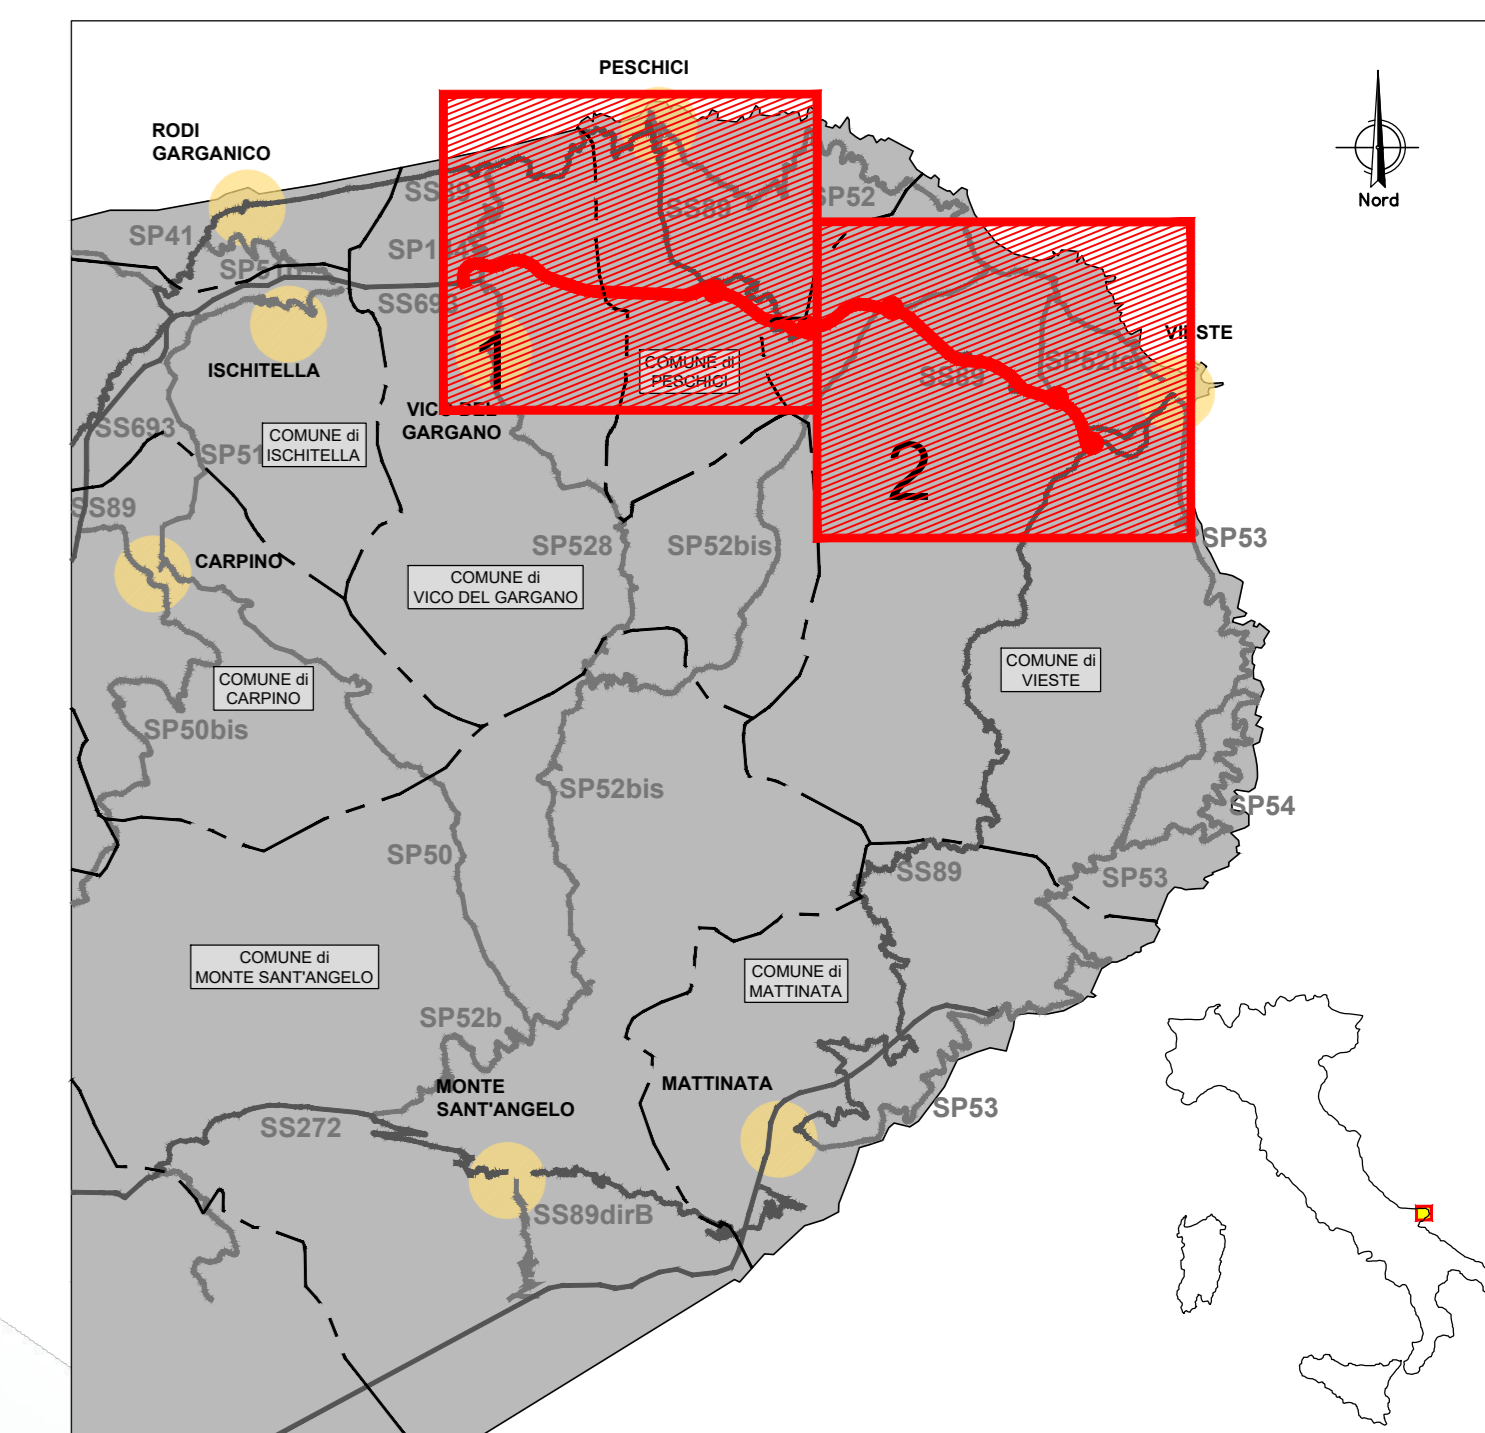 PESCHICI
RODI
GARGANICO
Nord
SS89
SP52
SS89
SP41
SP144
SP51b
SS693
VIESTE
COMUNE di
PESCHICI
SP52ter
SS89
1
ISCHITELLA
VICO DEL
GARGANO
SS693
COMUNE di
ISCHITELLA
SP51
2
SS89
SP528
SP52bis
SP53
CARPINO
COMUNE di
VICO DEL GARGANO
COMUNE di
VIESTE
COMUNE di
CARPINO
SP50bis
SP52bis
SP54
SP50
SS89
SP53
COMUNE di
MONTE SANT'ANGELO
COMUNE di
MATTINATA
SP52b
MONTE
SANT'ANGELO
MATTINATA
SP53
SS272
SS89dirB